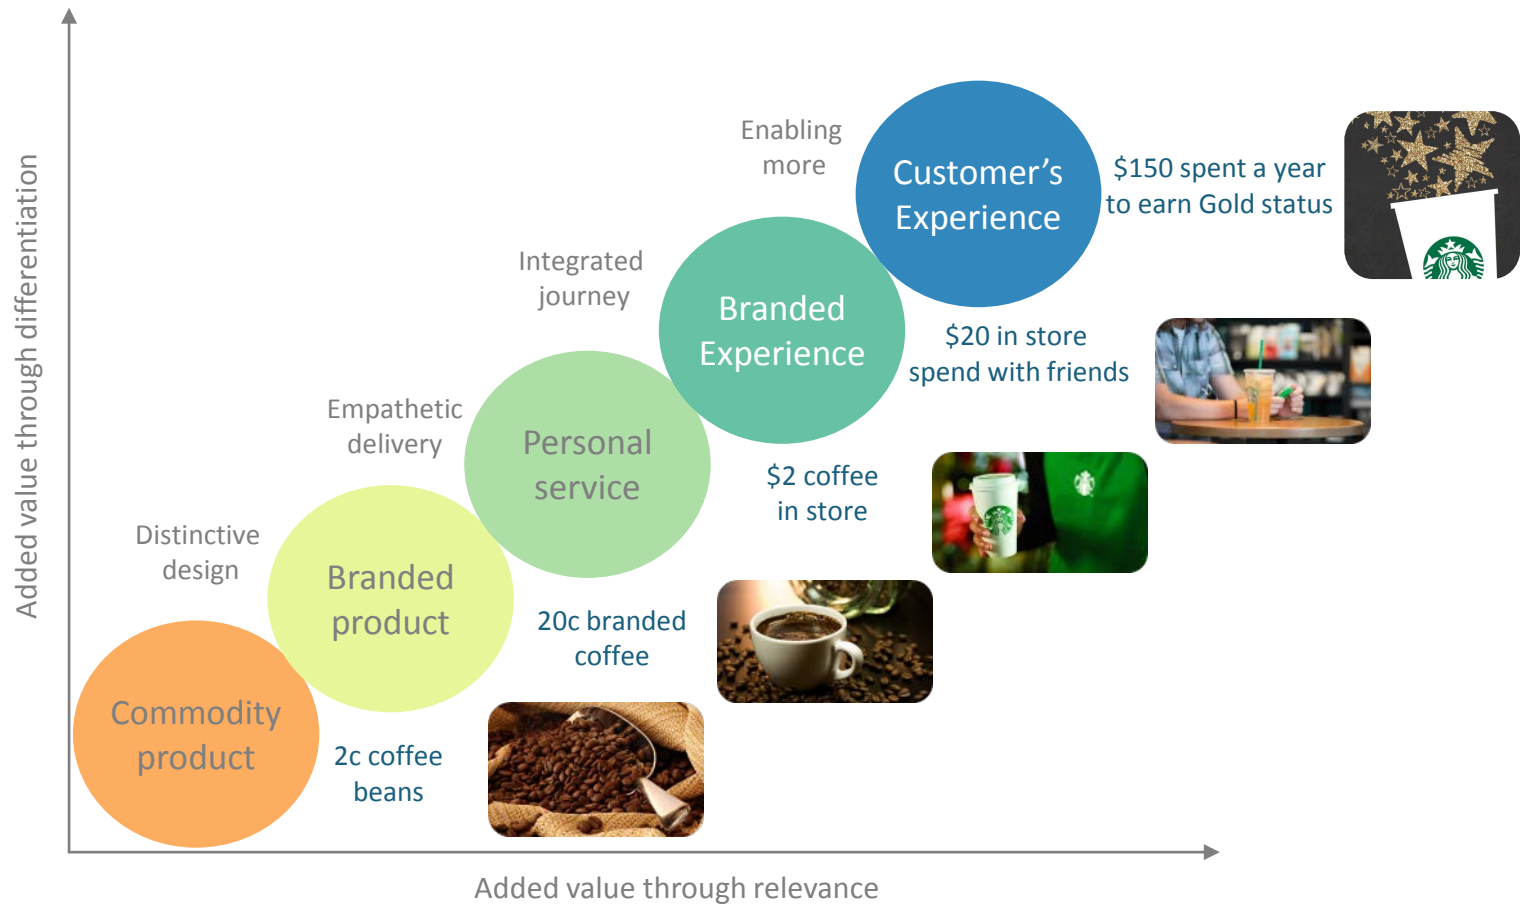 Enabling
more
Customer's
Experience
$150 spent a year
to earn Gold status
Integrated
journey
Branded
Experience
$20 in store
spend with friends
Empathetic
delivery
Personal
service
$2 coffee
in store
Distinctive
design
Branded
product
20c branded
coffee
Commodity
product
2c coffee
beans
Added value through differentiation
Added value through relevance